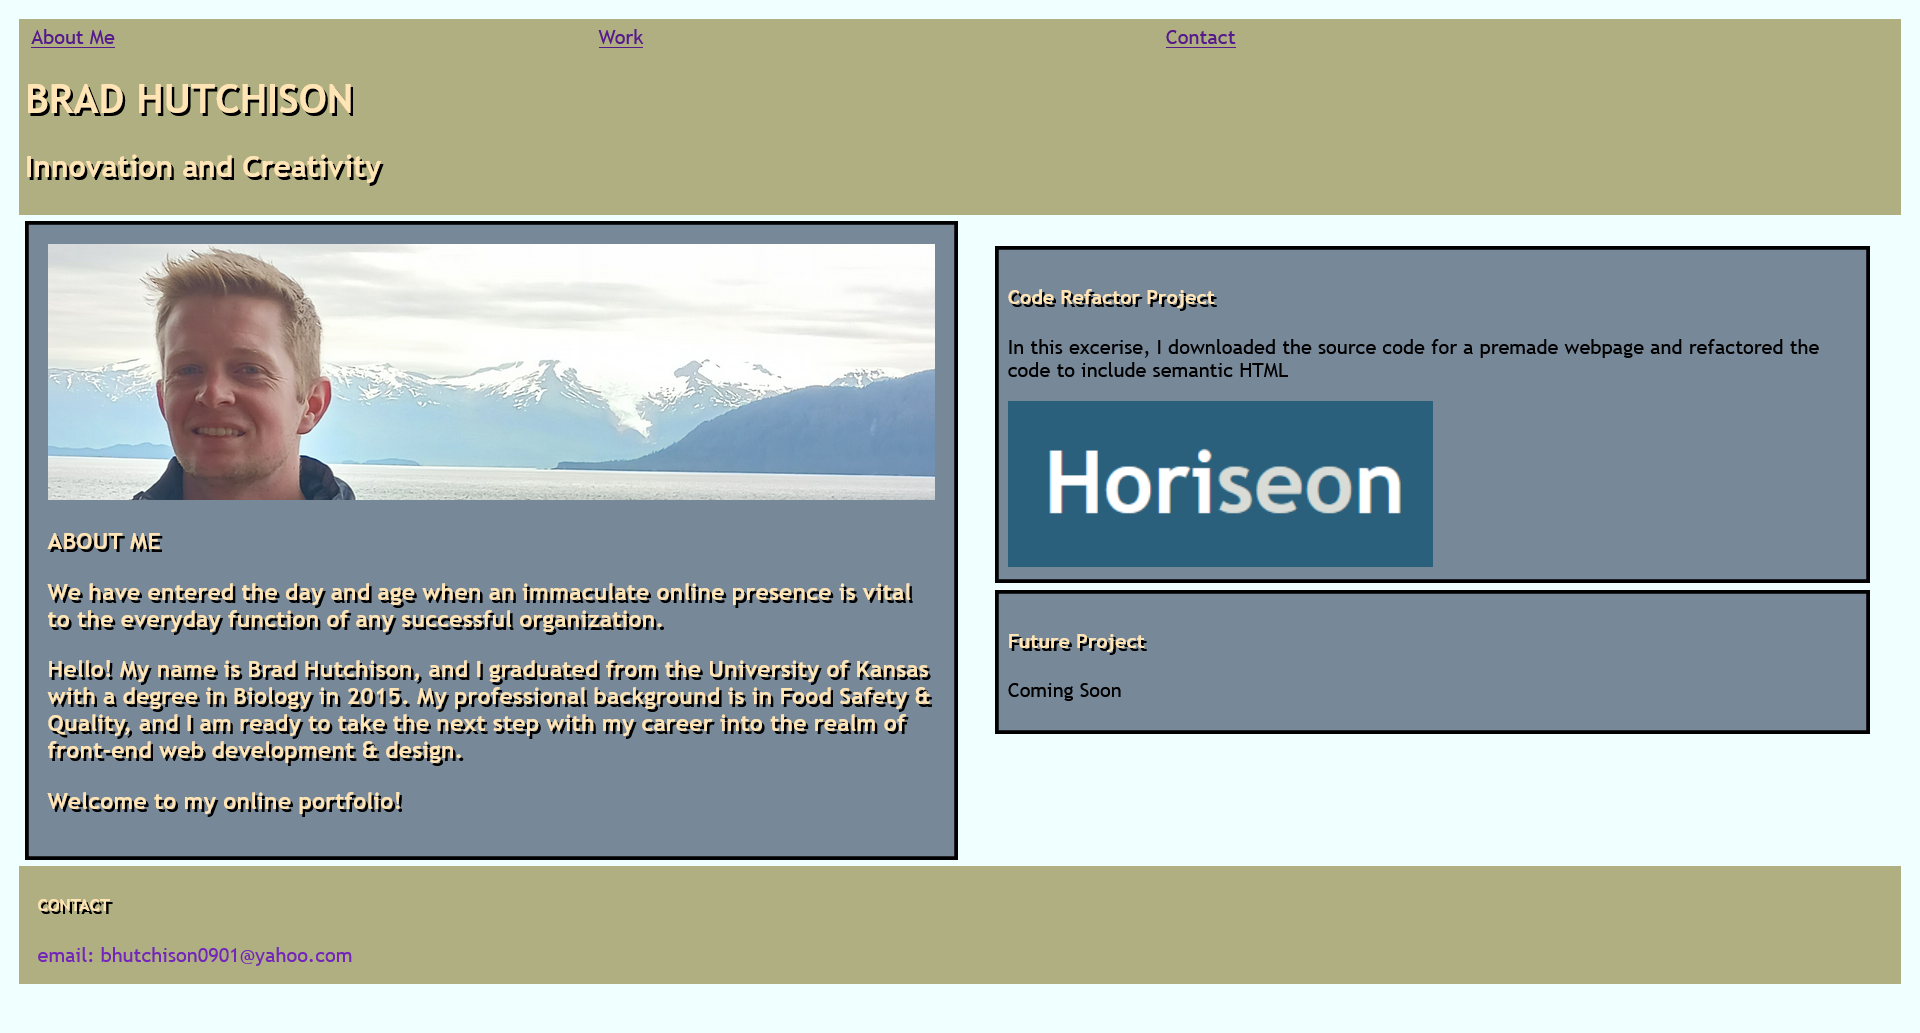 About Me
Work
Contact
BRAD HUTCHISON
Innovation and Creativity
ABOUT ME
We have entered the day and age when an immaculate online presence is vital
to the everyday function of any successful organization.
Hello! My name is Brad Hutchison, and I graduated from the University of Kansas
with a degree in Biology in 2015. My professional background is in Food Safety &
Quality, and I am ready to take the next step with my career into the realm of
front-end web development & design.
Welcome to my online portfolio!
Code Refactor Project
In this excerise, I downloaded the source code for a premade webpage and refactored the
code to include semantic HTML
Horiseon
Future Project
Coming Soon
CONTACT
email: bhutchison0901@yahoo.com